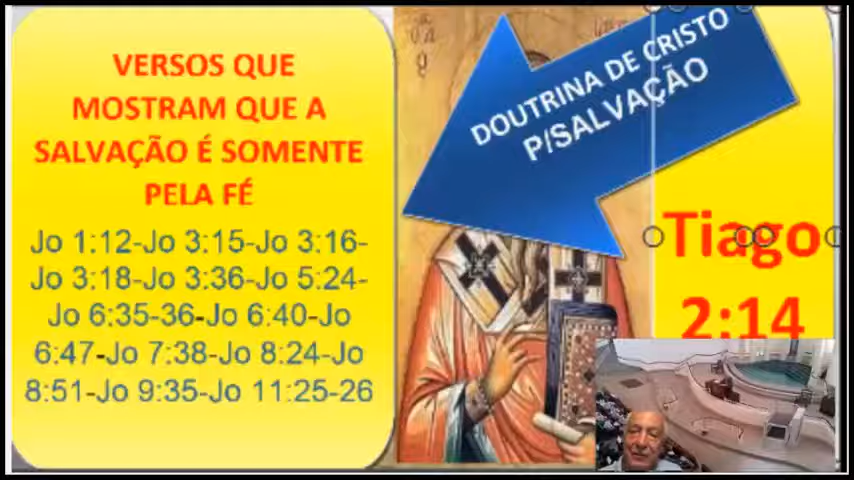 VERSOS QUE
MOSTRAM QUE A
SALVAÇÃO É SOMENTE
PELA FÉ
Jo 1:12-Jo 3:15-Jo 3:16-
Jo 3:18-Jo 3:36-Jo 5:24-
Jo 6:35-36-Jo 6:40-Jo
6:47-Jo 7:38-Jo 8:24-Jo
8:51-Jo 9:35-Jo 11:25-26
DOUTRINA DE CRISTO
P/SALVAÇÃO
Tiago
2:14